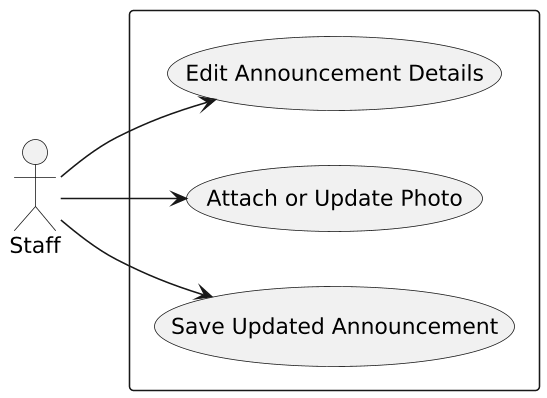 Edit Announcement Details
Attach or Update Photo
Staff
Save Updated Announcement